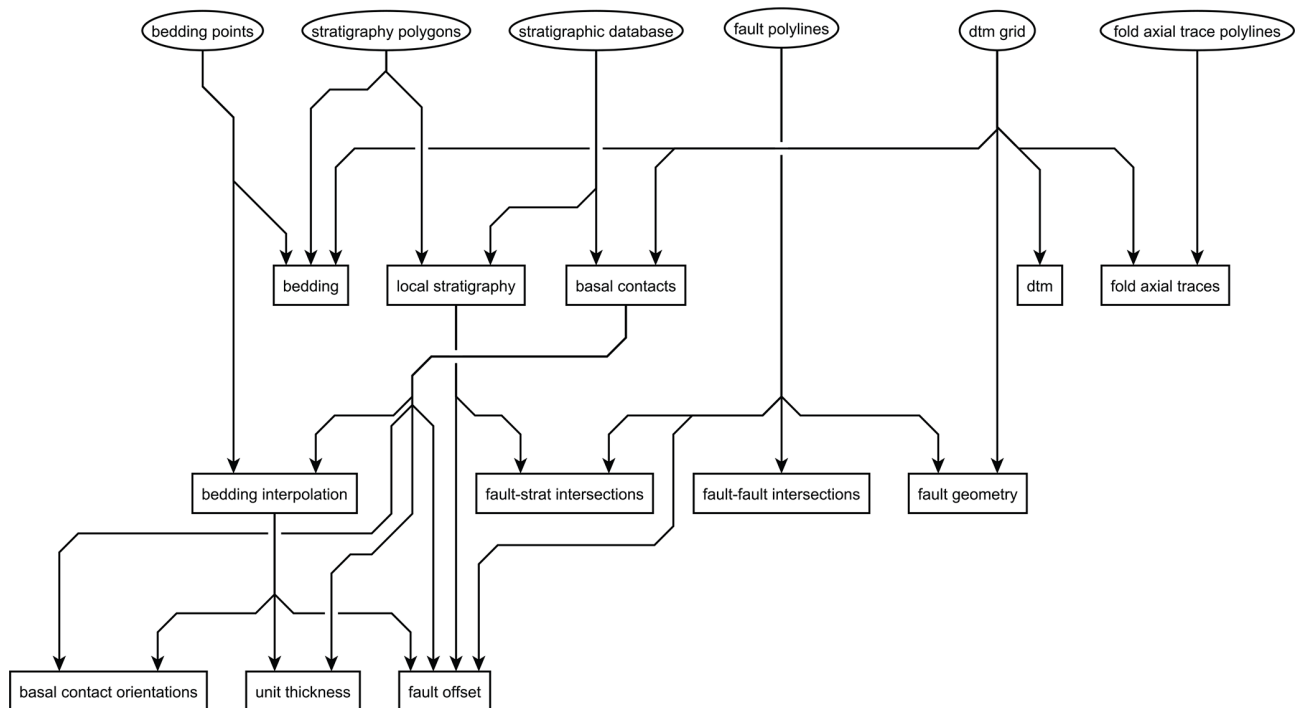 bedding points
stratigraphy polygons
stratigraphic database
fault polylines
dtm grid
fold axial trace polylines
bedding
local stratigraphy
basal contacts
dtm
fold axial traces
bedding interpolation
fault-strat intersections
fault-fault intersections
fault geometry
basal contact orientations
unit thickness
fault offset